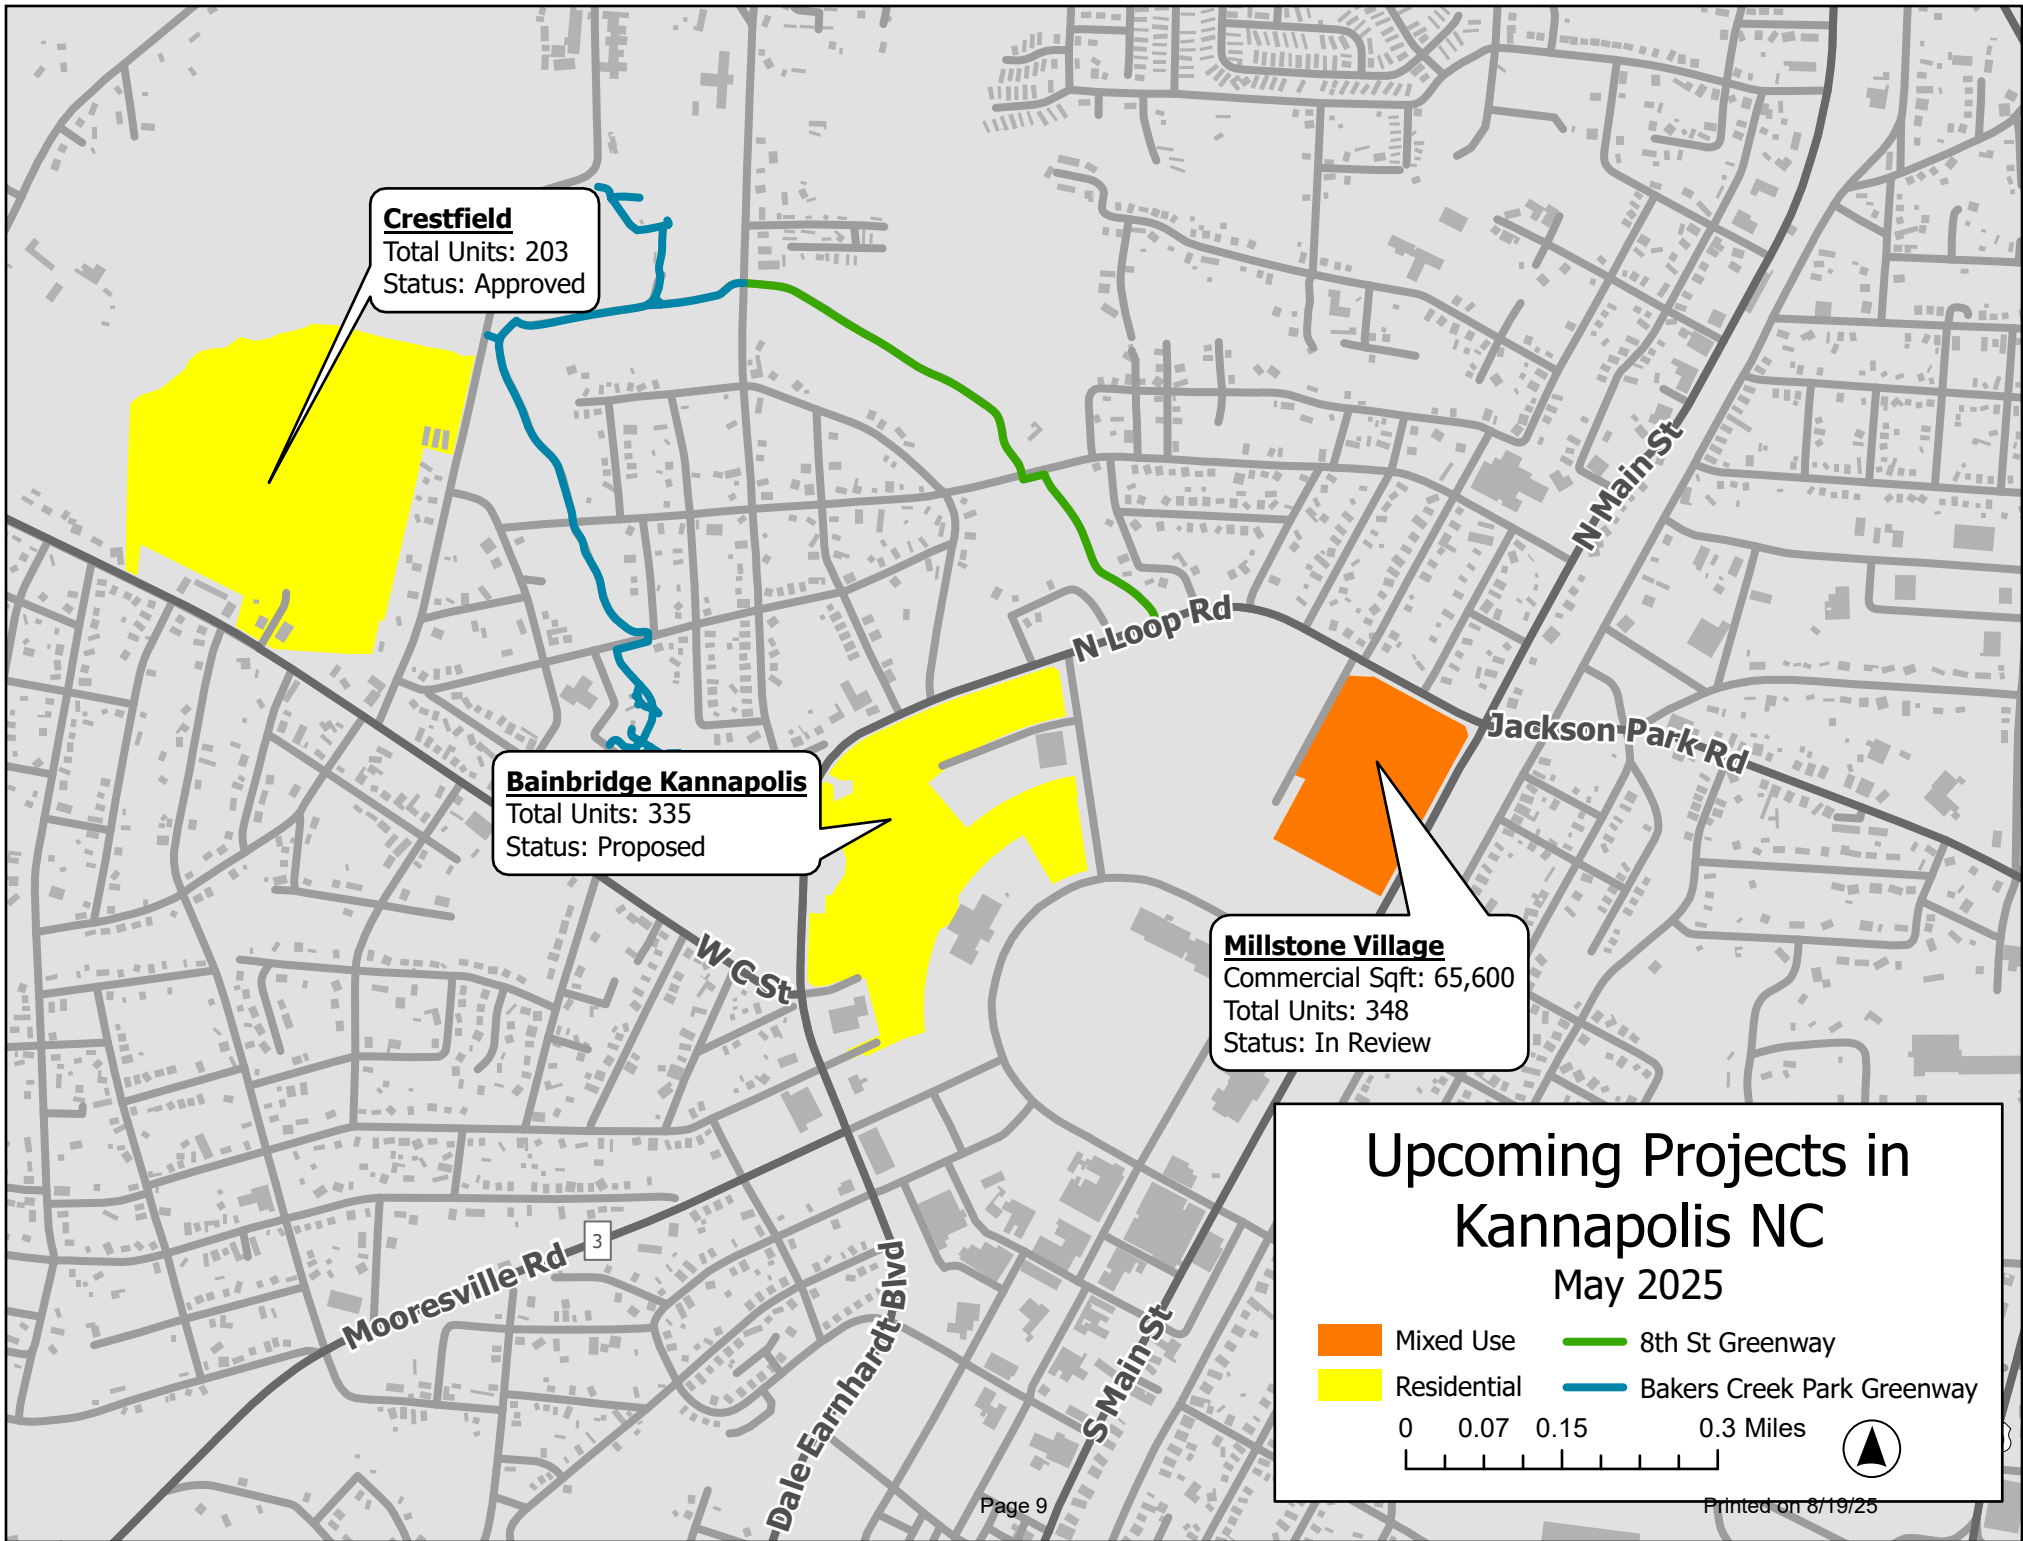 Crestfield
Total Units: 203
Status: Approved
N Main St
N Loop Rd
Jackson Park Rd
Bainbridge Kannapolis
Total Units: 335
Status: Proposed
W C St
Millstone Village
Commercial Sqft: 65,600
Total Units: 348
Status: In Review
3
Mooresville Rd
Dale Earnhardt Blvd
S Main St
Upcoming Projects in
Kannapolis NC
May 2025
Mixed Use
8th St Greenway
Residential
Bakers Creek Park Greenway
0 0.07 0.15 0.3 Miles
Page 9
Printed on 8/19/25